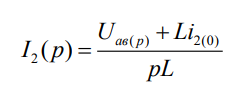 I₂(p) = (U_ав(p) + Li₂₍₀₎) / pL